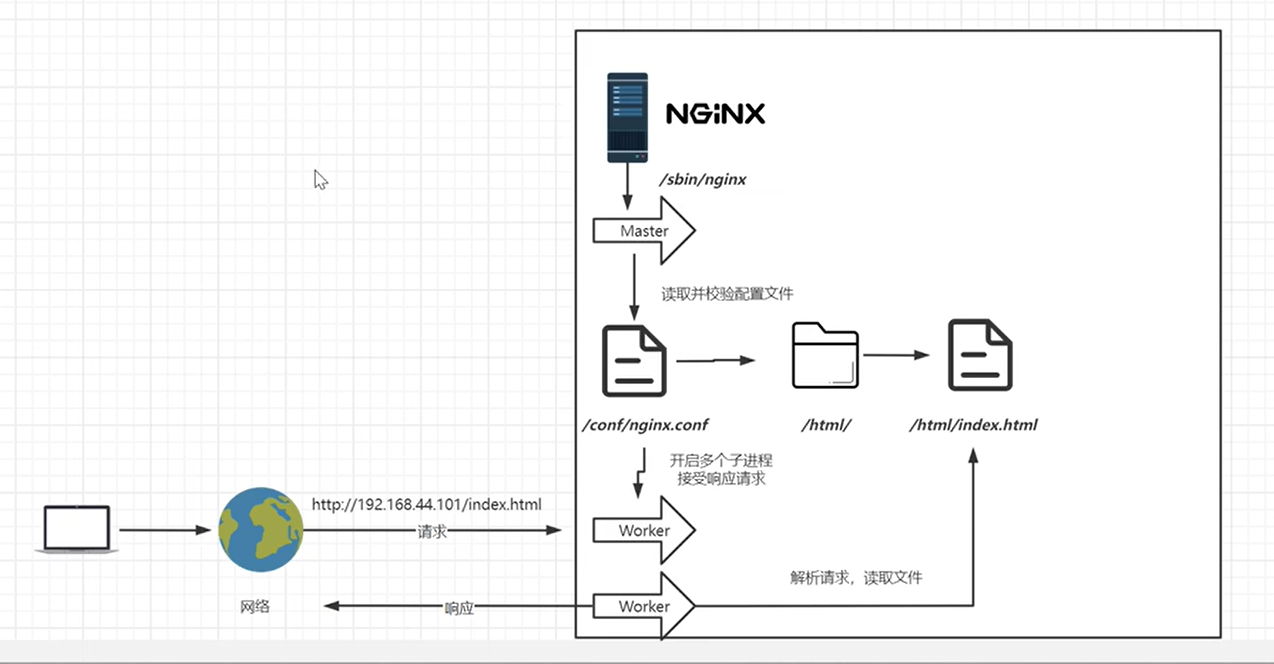 NGiNX
/sbin/nginx
Master
读取并校验配置文件
/conf/nginx.conf
/html/
/html/index.html
开启多个子进程
接受响应请求
http://192.168.44.101/index.html
请求
Worker
解析请求，读取文件
网络
响应
Worker